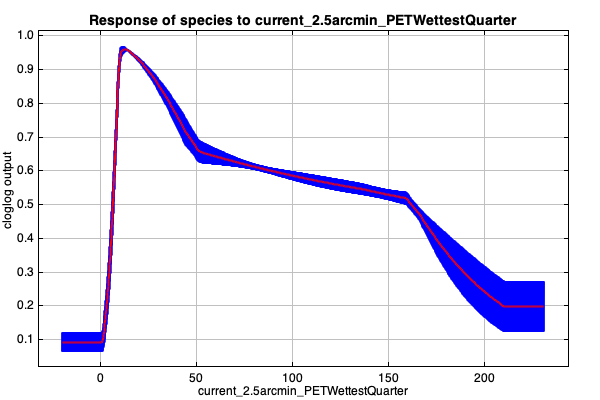 Response of species to current_2.5arcmin_PETWettestQuarter
1.0
0.9
0.8
0.7
0.6
0.5
0.4
0.3
0.2
0.1
cloglog output
0 50 100 150 200
current_2.5arcmin_PETWettestQuarter